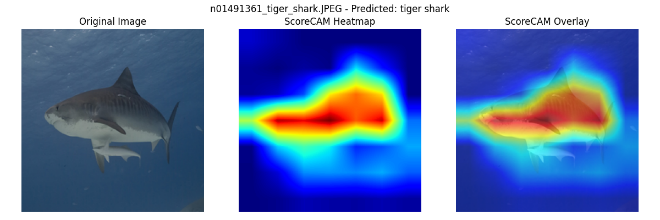 n01491361_tiger_shark.JPEG - Predicted: tiger shark
Original Image
ScoreCAM Heatmap
ScoreCAM Overlay